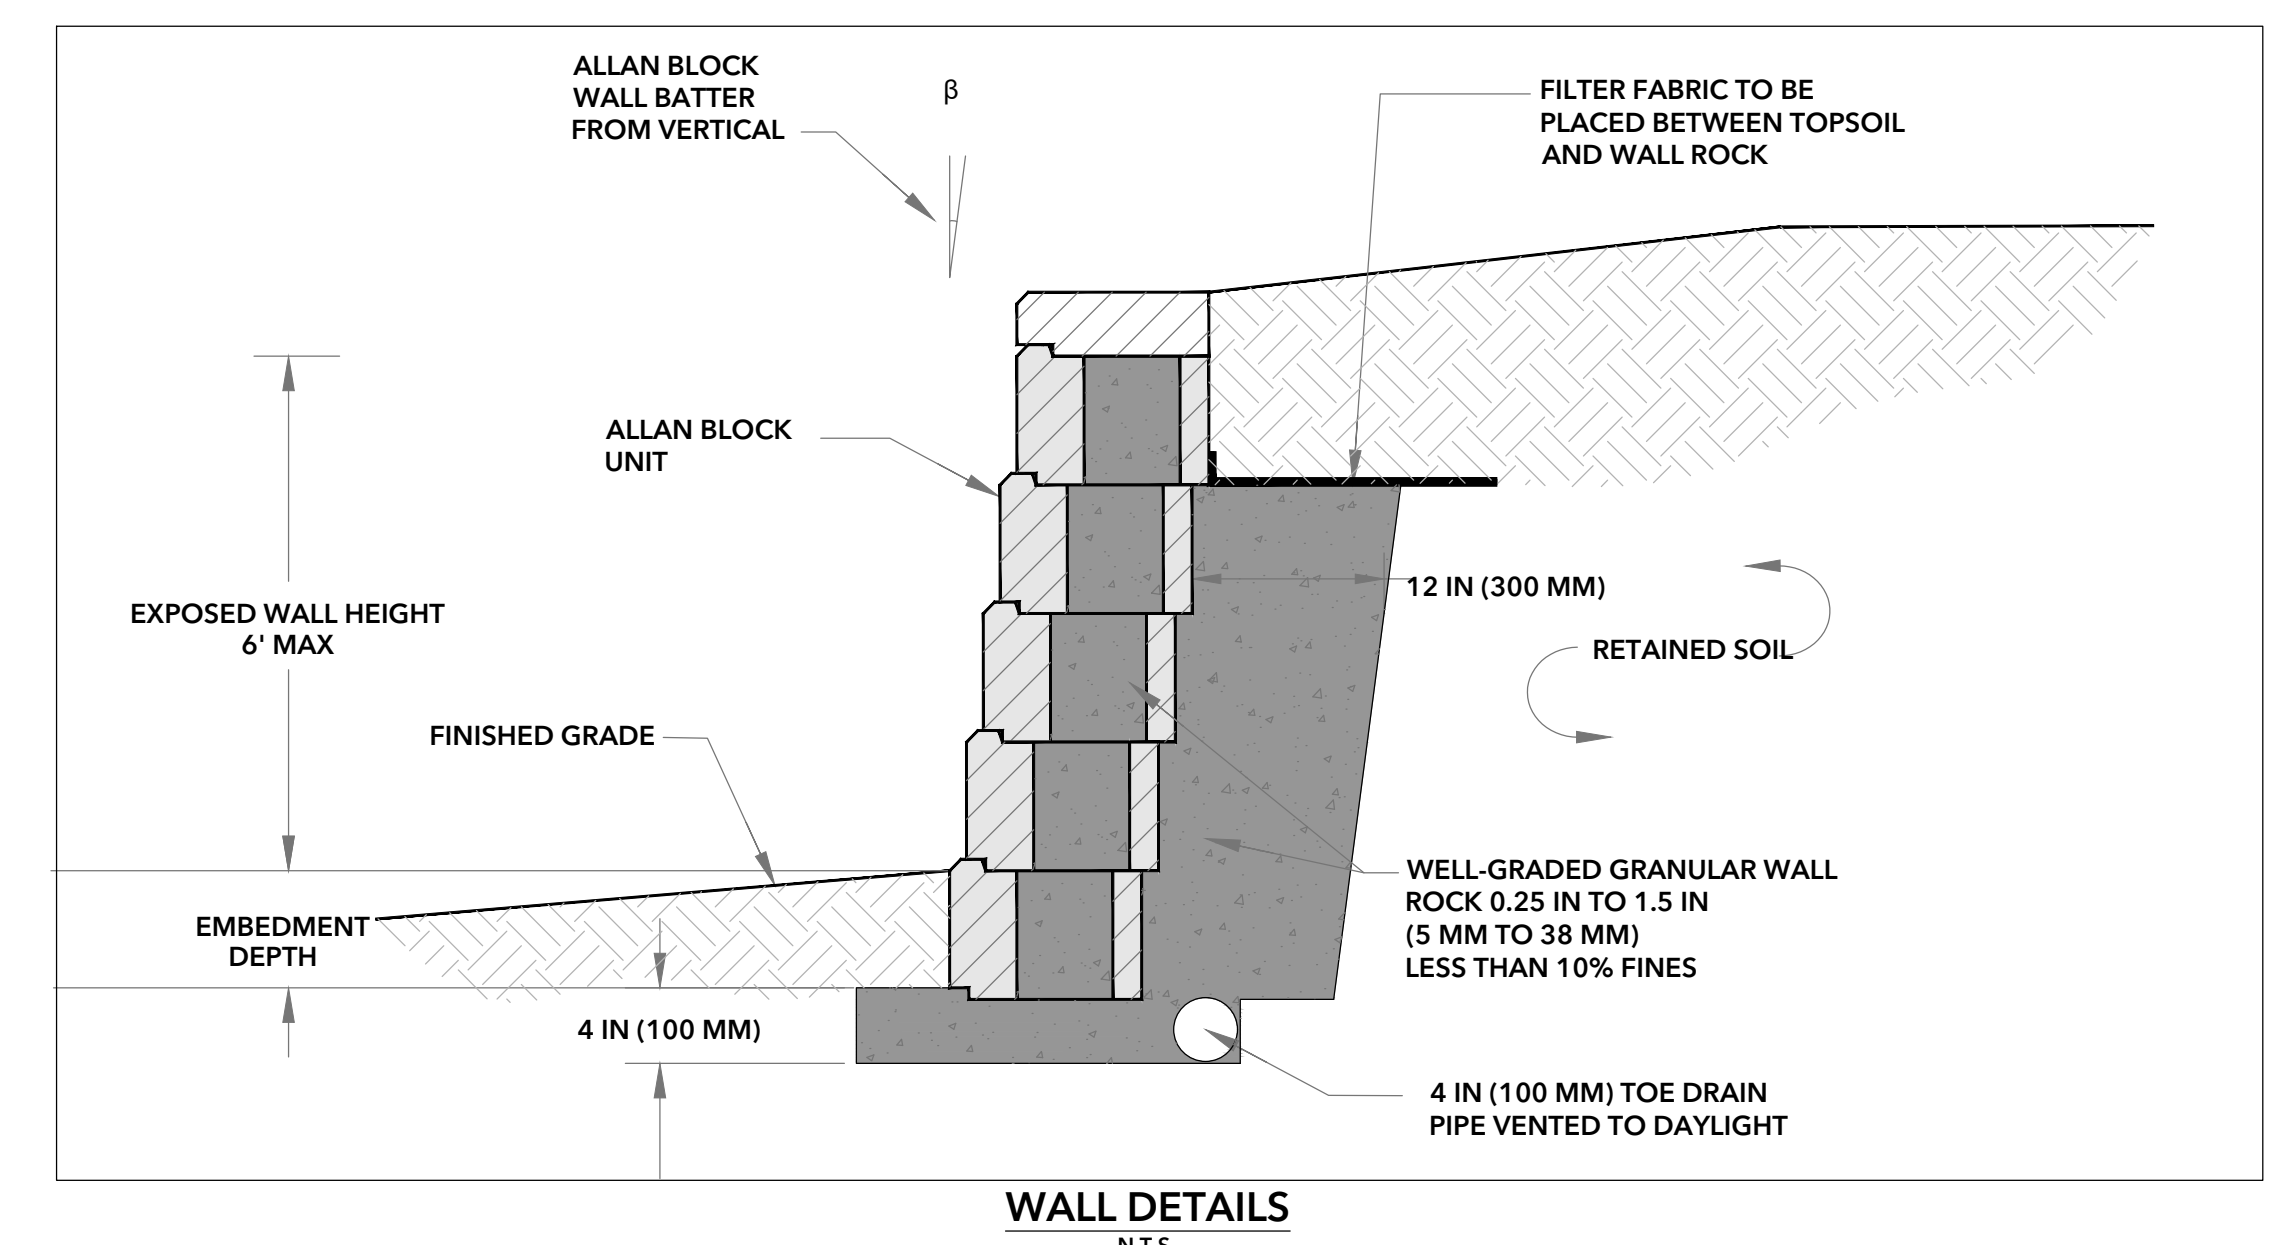 ALLAN BLOCK
WALL BATTER
FROM VERTICAL
β
FILTER FABRIC TO BE
PLACED BETWEEN TOPSOIL
AND WALL ROCK
ALLAN BLOCK
UNIT
EXPOSED WALL HEIGHT
6' MAX
12 IN (300 MM)
RETAINED SOIL
FINISHED GRADE
WELL-GRADED GRANULAR WALL
ROCK 0.25 IN TO 1.5 IN
(5 MM TO 38 MM)
LESS THAN 10% FINES
EMBEDMENT
DEPTH
4 IN (100 MM)
4 IN (100 MM) TOE DRAIN
PIPE VENTED TO DAYLIGHT
WALL DETAILS
N.T.S.